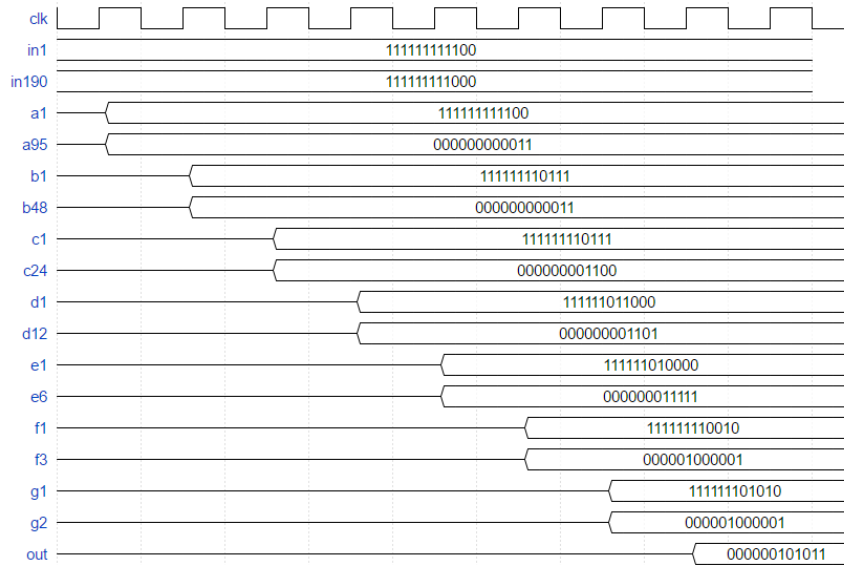 clk
in1 111111111100
in190 111111111000
a1 111111111100
a95 000000000011
b1 111111110111
b48 000000000011
c1 111111110111
c24 000000001100
d1 111111011000
d12 000000001101
e1 111111010000
e6 000000011111
f1 111111110010
f3 000001000001
g1 111111101010
g2 000001000001
out 000000101011